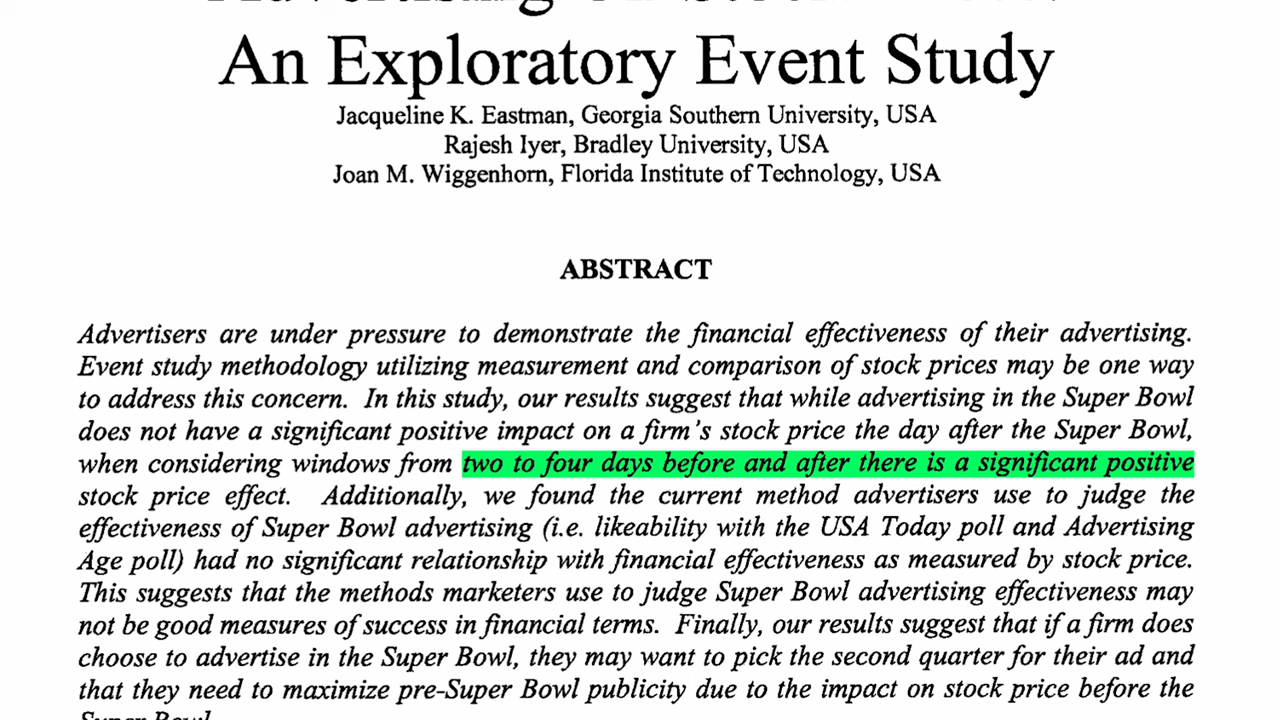 An Exploratory Event Study
Jacqueline K. Eastman, Georgia Southern University, USA
Rajesh Iyer, Bradley University, USA
Joan M. Wiggenhorn, Florida Institute of Technology, USA
ABSTRACT
Advertisers are under pressure to demonstrate the financial effectiveness of their advertising.
Event study methodology utilizing measurement and comparison of stock prices may be one way
to address this concern. In this study, our results suggest that while advertising in the Super Bowl
does not have a significant positive impact on a firm's stock price the day after the Super Bowl,
when considering windows from two to four days before and after there is a significant positive
stock price effect. Additionally, we found the current method advertisers use to judge the
effectiveness of Super Bowl advertising (i.e. likeability with the USA Today poll and Advertising
Age poll) had no significant relationship with financial effectiveness as measured by stock price.
This suggests that the methods marketers use to judge Super Bowl advertising effectiveness may
not be good measures of success in financial terms. Finally, our results suggest that if a firm does
choose to advertise in the Super Bowl, they may want to pick the second quarter for their ad and
that they need to maximize pre-Super Bowl publicity due to the impact on stock price before the
Super Bowl.